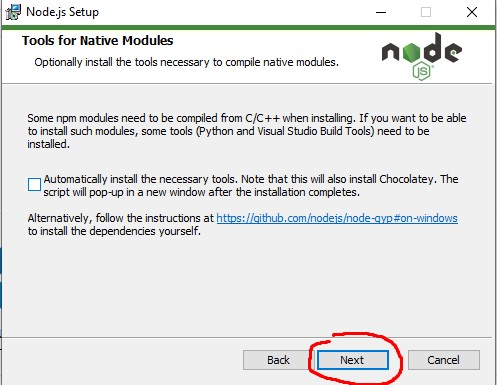 Node.js Setup
Tools for Native Modules
Optionally install the tools necessary to compile native modules.
node
JS
Some npm modules need to be compiled from C/C++ when installing. If you want to be able
to install such modules, some tools (Python and Visual Studio Build Tools) need to be
installed.
Automatically install the necessary tools. Note that this will also install Chocolatey. The
script will pop-up in a new window after the installation completes.
Alternatively, follow the instructions at https://github.com/nodejs/node-gyp#on-windows
to install the dependencies yourself.
Back
Next
Cancel